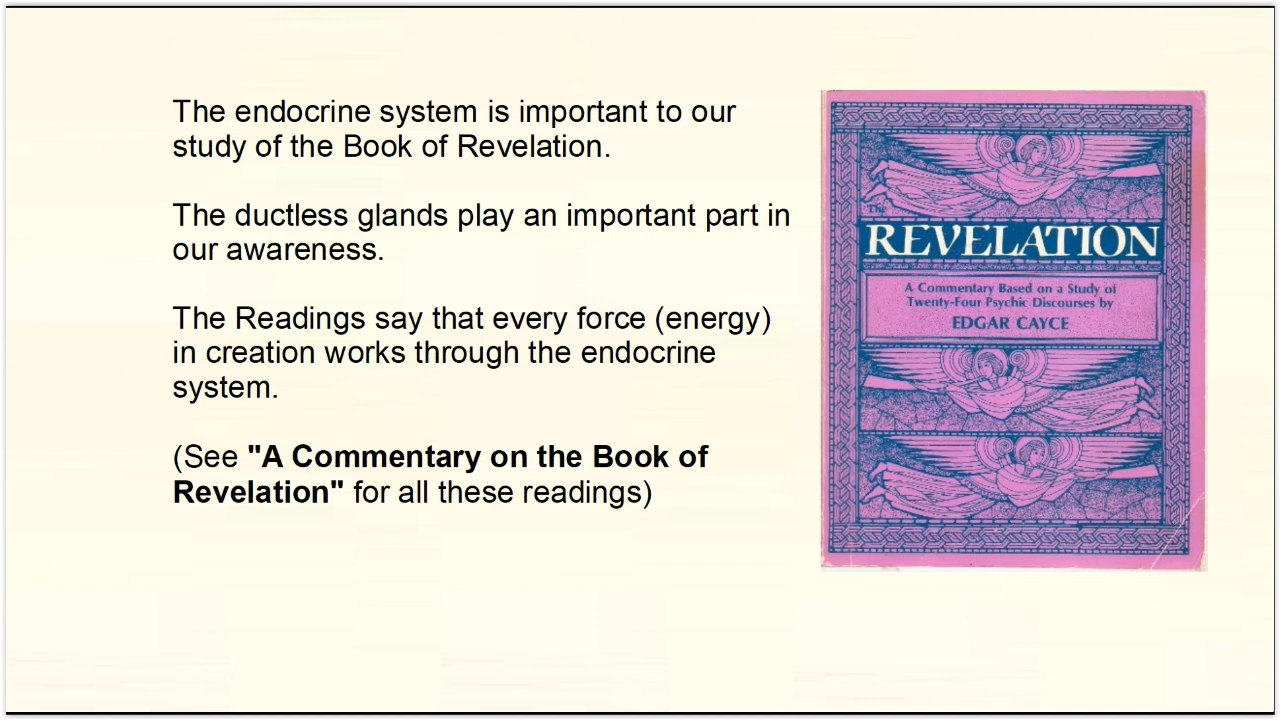 The endocrine system is important to our
study of the Book of Revelation.
The ductless glands play an important part in
our awareness.
The Readings say that every force (energy)
in creation works through the endocrine
system.
(See "A Commentary on the Book of
Revelation" for all these readings)
The
REVELATION
A Commentary Based on a Study of
Twenty-Four Psychic Discourses by
EDGAR CAYCE